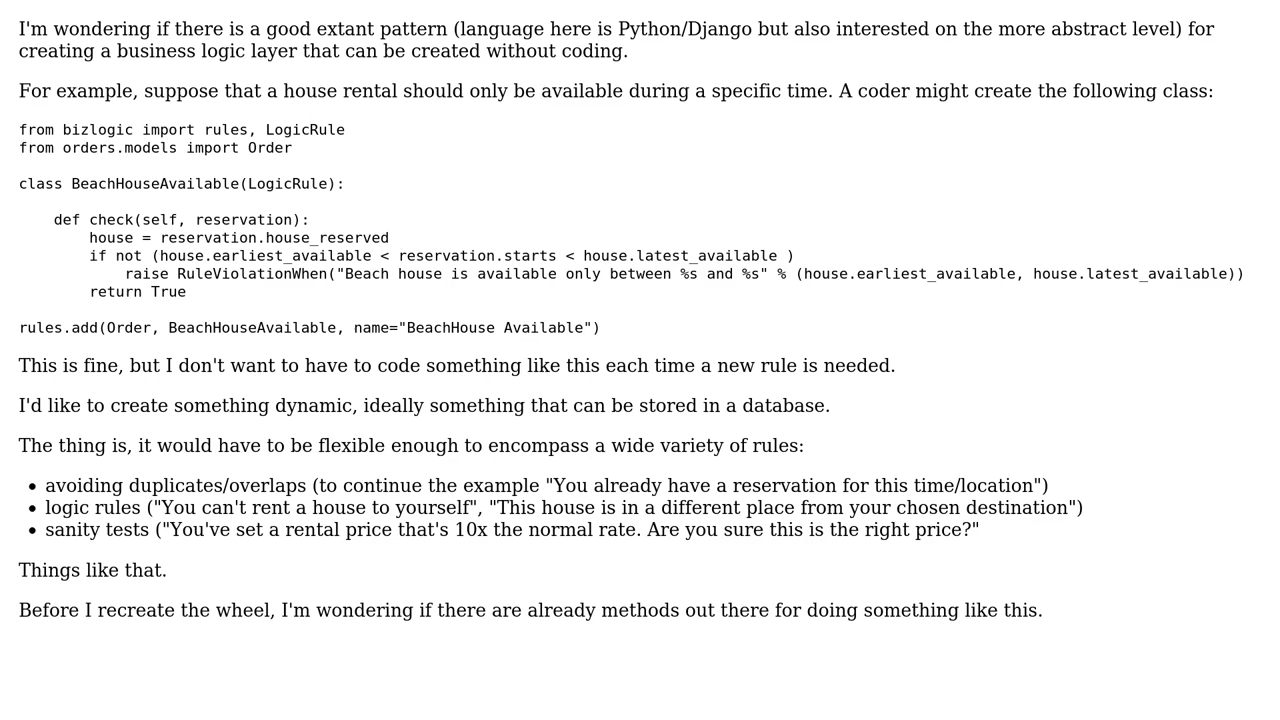 I'm wondering if there is a good extant pattern (language here is Python/Django but also interested on the more abstract level) for
creating a business logic layer that can be created without coding.
For example, suppose that a house rental should only be available during a specific time. A coder might create the following class:
from bizlogic import rules, LogicRule
from orders.models import Order
class BeachHouseAvailable(LogicRule):
    def check(self, reservation):
        house = reservation.house_reserved
        if not (house.earliest_available < reservation.starts < house.latest_available )
            raise RuleViolationWhen("Beach house is available only between %s and %s" % (house.earliest_available, house.latest_available))
        return True
rules.add(Order, BeachHouseAvailable, name="BeachHouse Available")
This is fine, but I don't want to have to code something like this each time a new rule is needed.
I'd like to create something dynamic, ideally something that can be stored in a database.
The thing is, it would have to be flexible enough to encompass a wide variety of rules:
• avoiding duplicates/overlaps (to continue the example "You already have a reservation for this time/location")
• logic rules ("You can't rent a house to yourself", "This house is in a different place from your chosen destination")
• sanity tests ("You've set a rental price that's 10x the normal rate. Are you sure this is the right price?"
Things like that.
Before I recreate the wheel, I'm wondering if there are already methods out there for doing something like this.